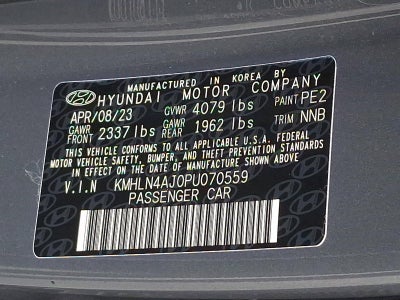 MANUFACTURED IN KOREA BY
HYUNDAI MOTOR COMPANY
APR/08/23 GVWR 4079 lbs PAINT PE2
GAWR FRONT 2337 lbs GAWR REAR 1962 lbs TRIM NNB
THIS VEHICLE CONFORMS TO ALL APPLICABLE U.S.A. FEDERAL
MOTOR VEHICLE SAFETY, BUMPER, AND THEFT PREVENTION STANDARDS
IN EFFECT ON THE DATE OF MANUFACTURE SHOWN ABOVE.
V.I.N KMHLN4AJ0PU070559
PASSENGER CAR